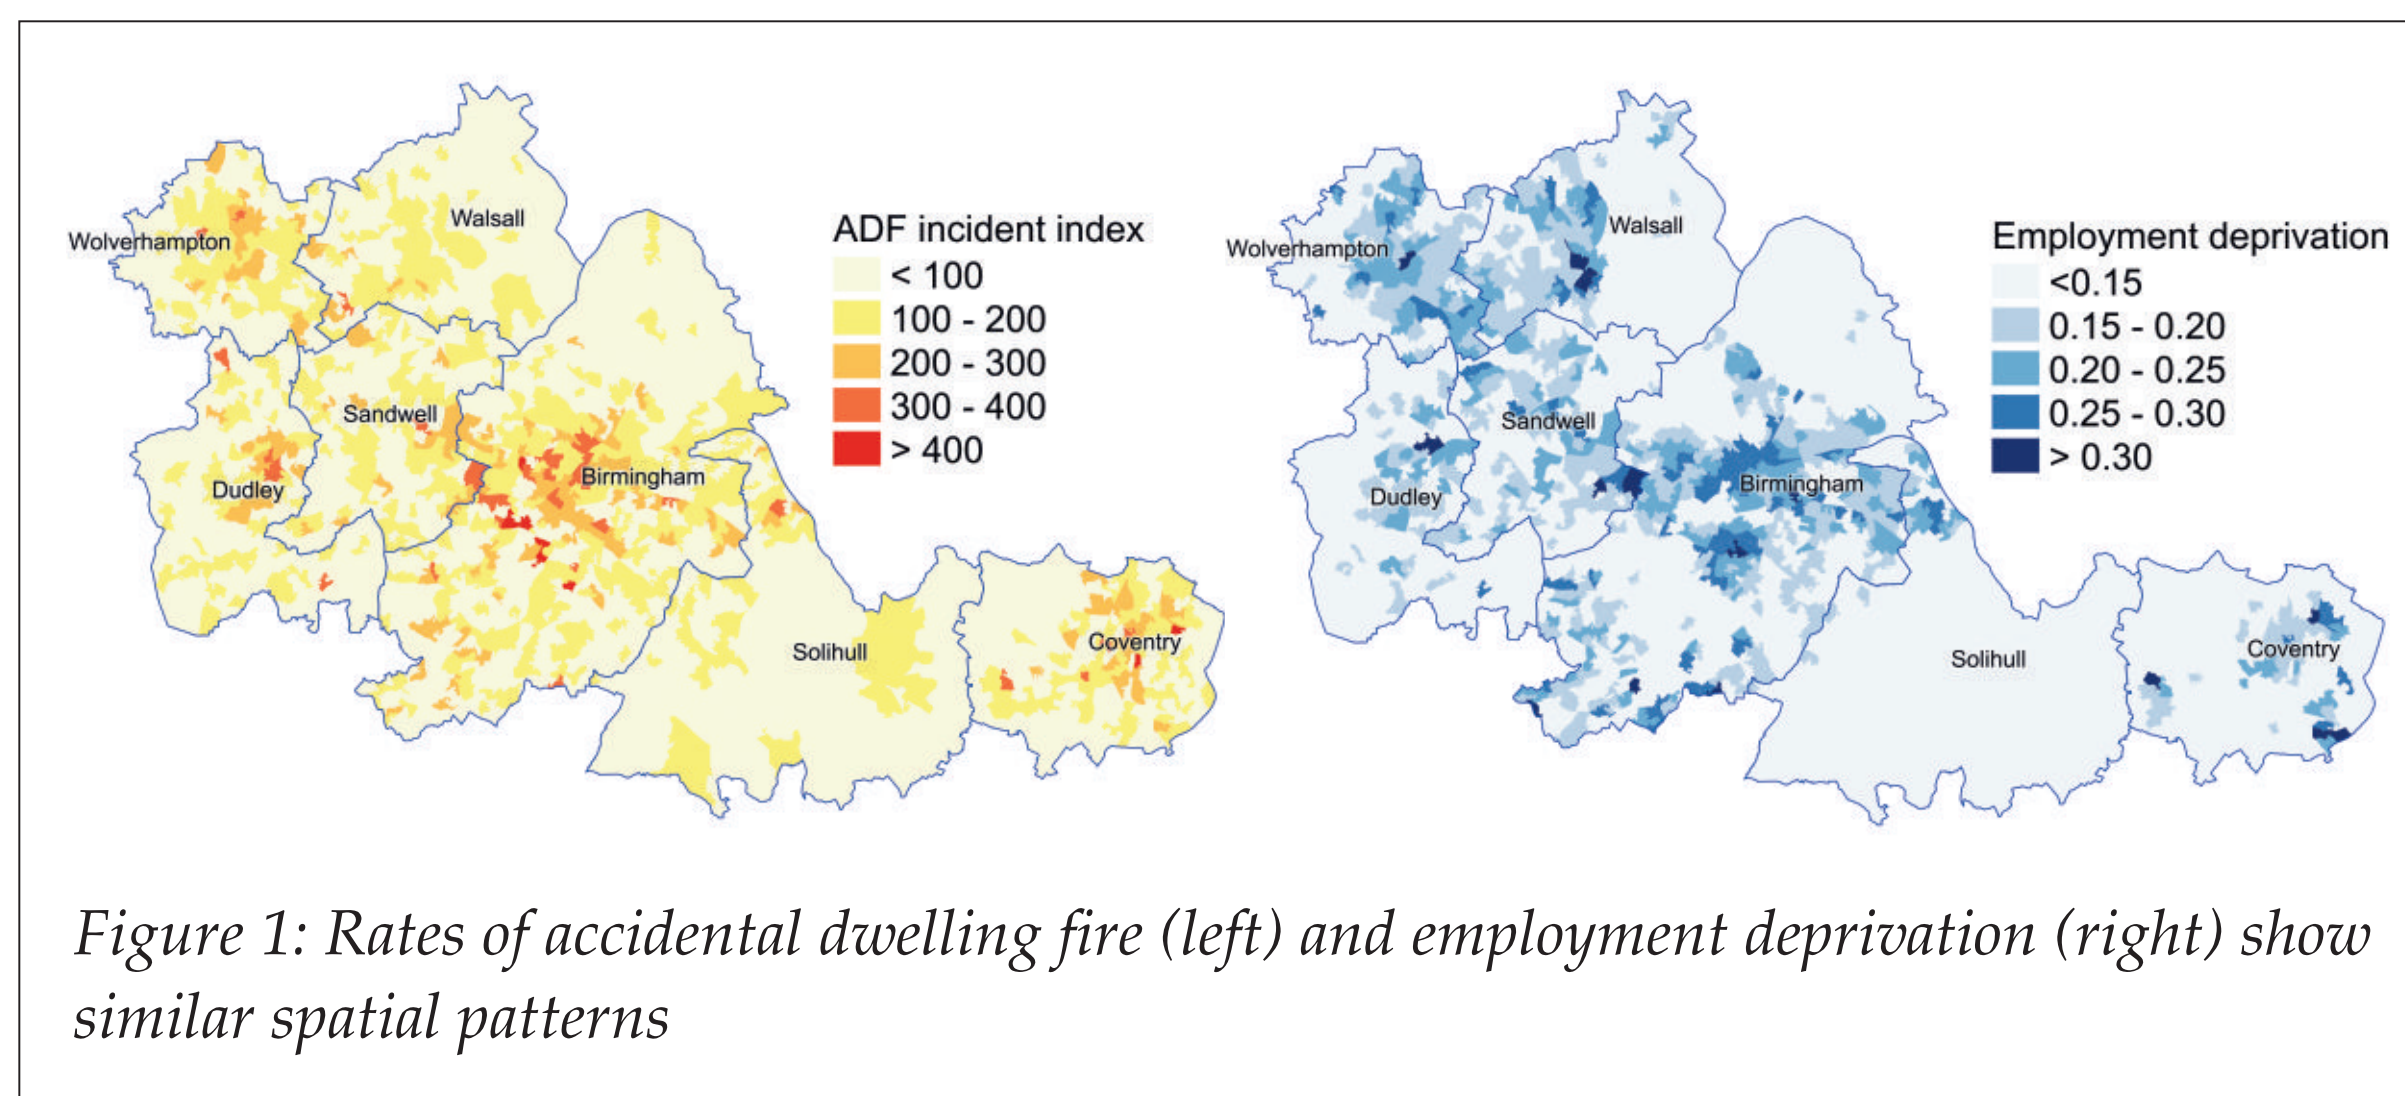 Wolverhampton
Walsall
Sandwell
Dudley
Birmingham
Solihull
Coventry
ADF incident index
< 100
100 - 200
200 - 300
300 - 400
> 400
Wolverhampton
Walsall
Sandwell
Dudley
Birmingham
Solihull
Coventry
Employment deprivation
<0.15
0.15 - 0.20
0.20 - 0.25
0.25 - 0.30
> 0.30
Figure 1: Rates of accidental dwelling fire (left) and employment deprivation (right) show
similar spatial patterns